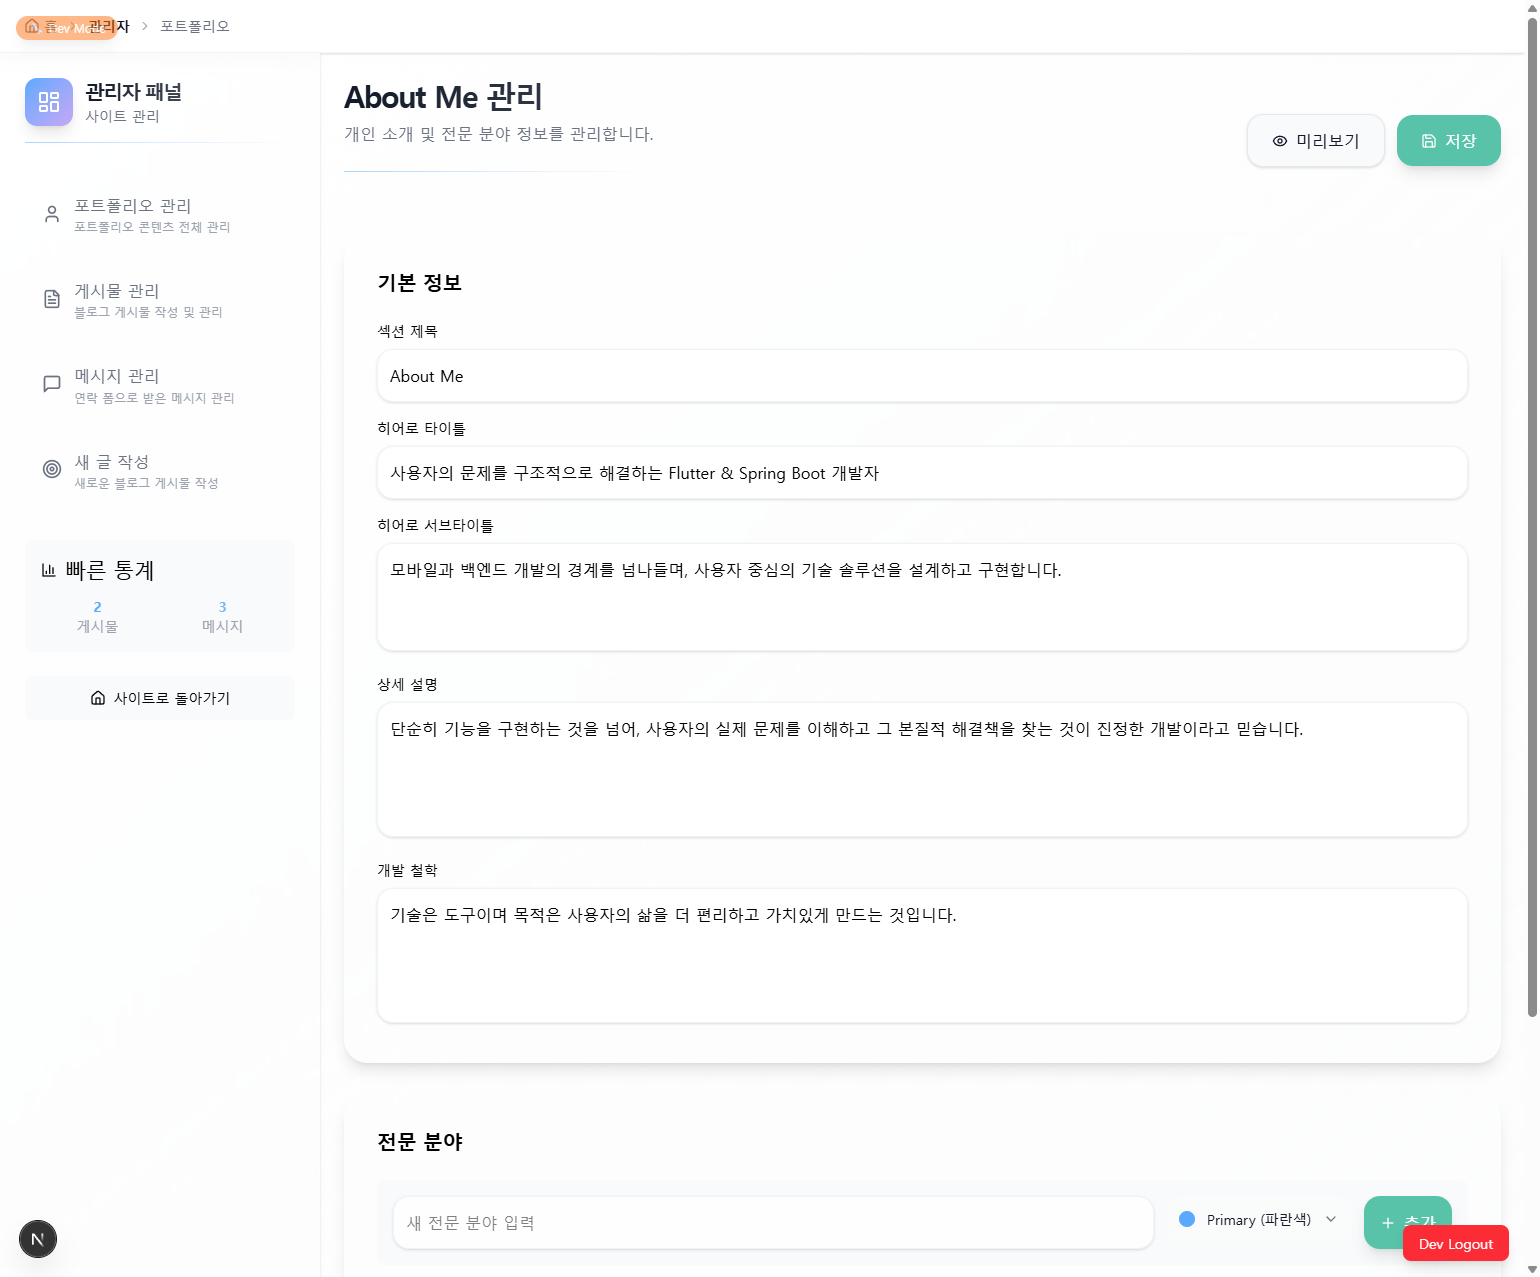 홈
Dev Mode
관리자
포트폴리오
관리자 패널
사이트 관리
포트폴리오 관리
포트폴리오 콘텐츠 전체 관리
게시물 관리
블로그 게시물 작성 및 관리
메시지 관리
연락 폼으로 받은 메시지 관리
새 글 작성
새로운 블로그 게시물 작성
빠른 통계
2
게시물
3
메시지
사이트로 돌아가기
N
About Me 관리
개인 소개 및 전문 분야 정보를 관리합니다.
미리보기
저장
기본 정보
섹션 제목
About Me
히어로 타이틀
사용자의 문제를 구조적으로 해결하는 Flutter & Spring Boot 개발자
히어로 서브타이틀
모바일과 백엔드 개발의 경계를 넘나들며, 사용자 중심의 기술 솔루션을 설계하고 구현합니다.
상세 설명
단순히 기능을 구현하는 것을 넘어, 사용자의 실제 문제를 이해하고 그 본질적 해결책을 찾는 것이 진정한 개발이라고 믿습니다.
개발 철학
기술은 도구이며 목적은 사용자의 삶을 더 편리하고 가치있게 만드는 것입니다.
전문 분야
새 전문 분야 입력
Primary (파란색)
추가
Dev Logout